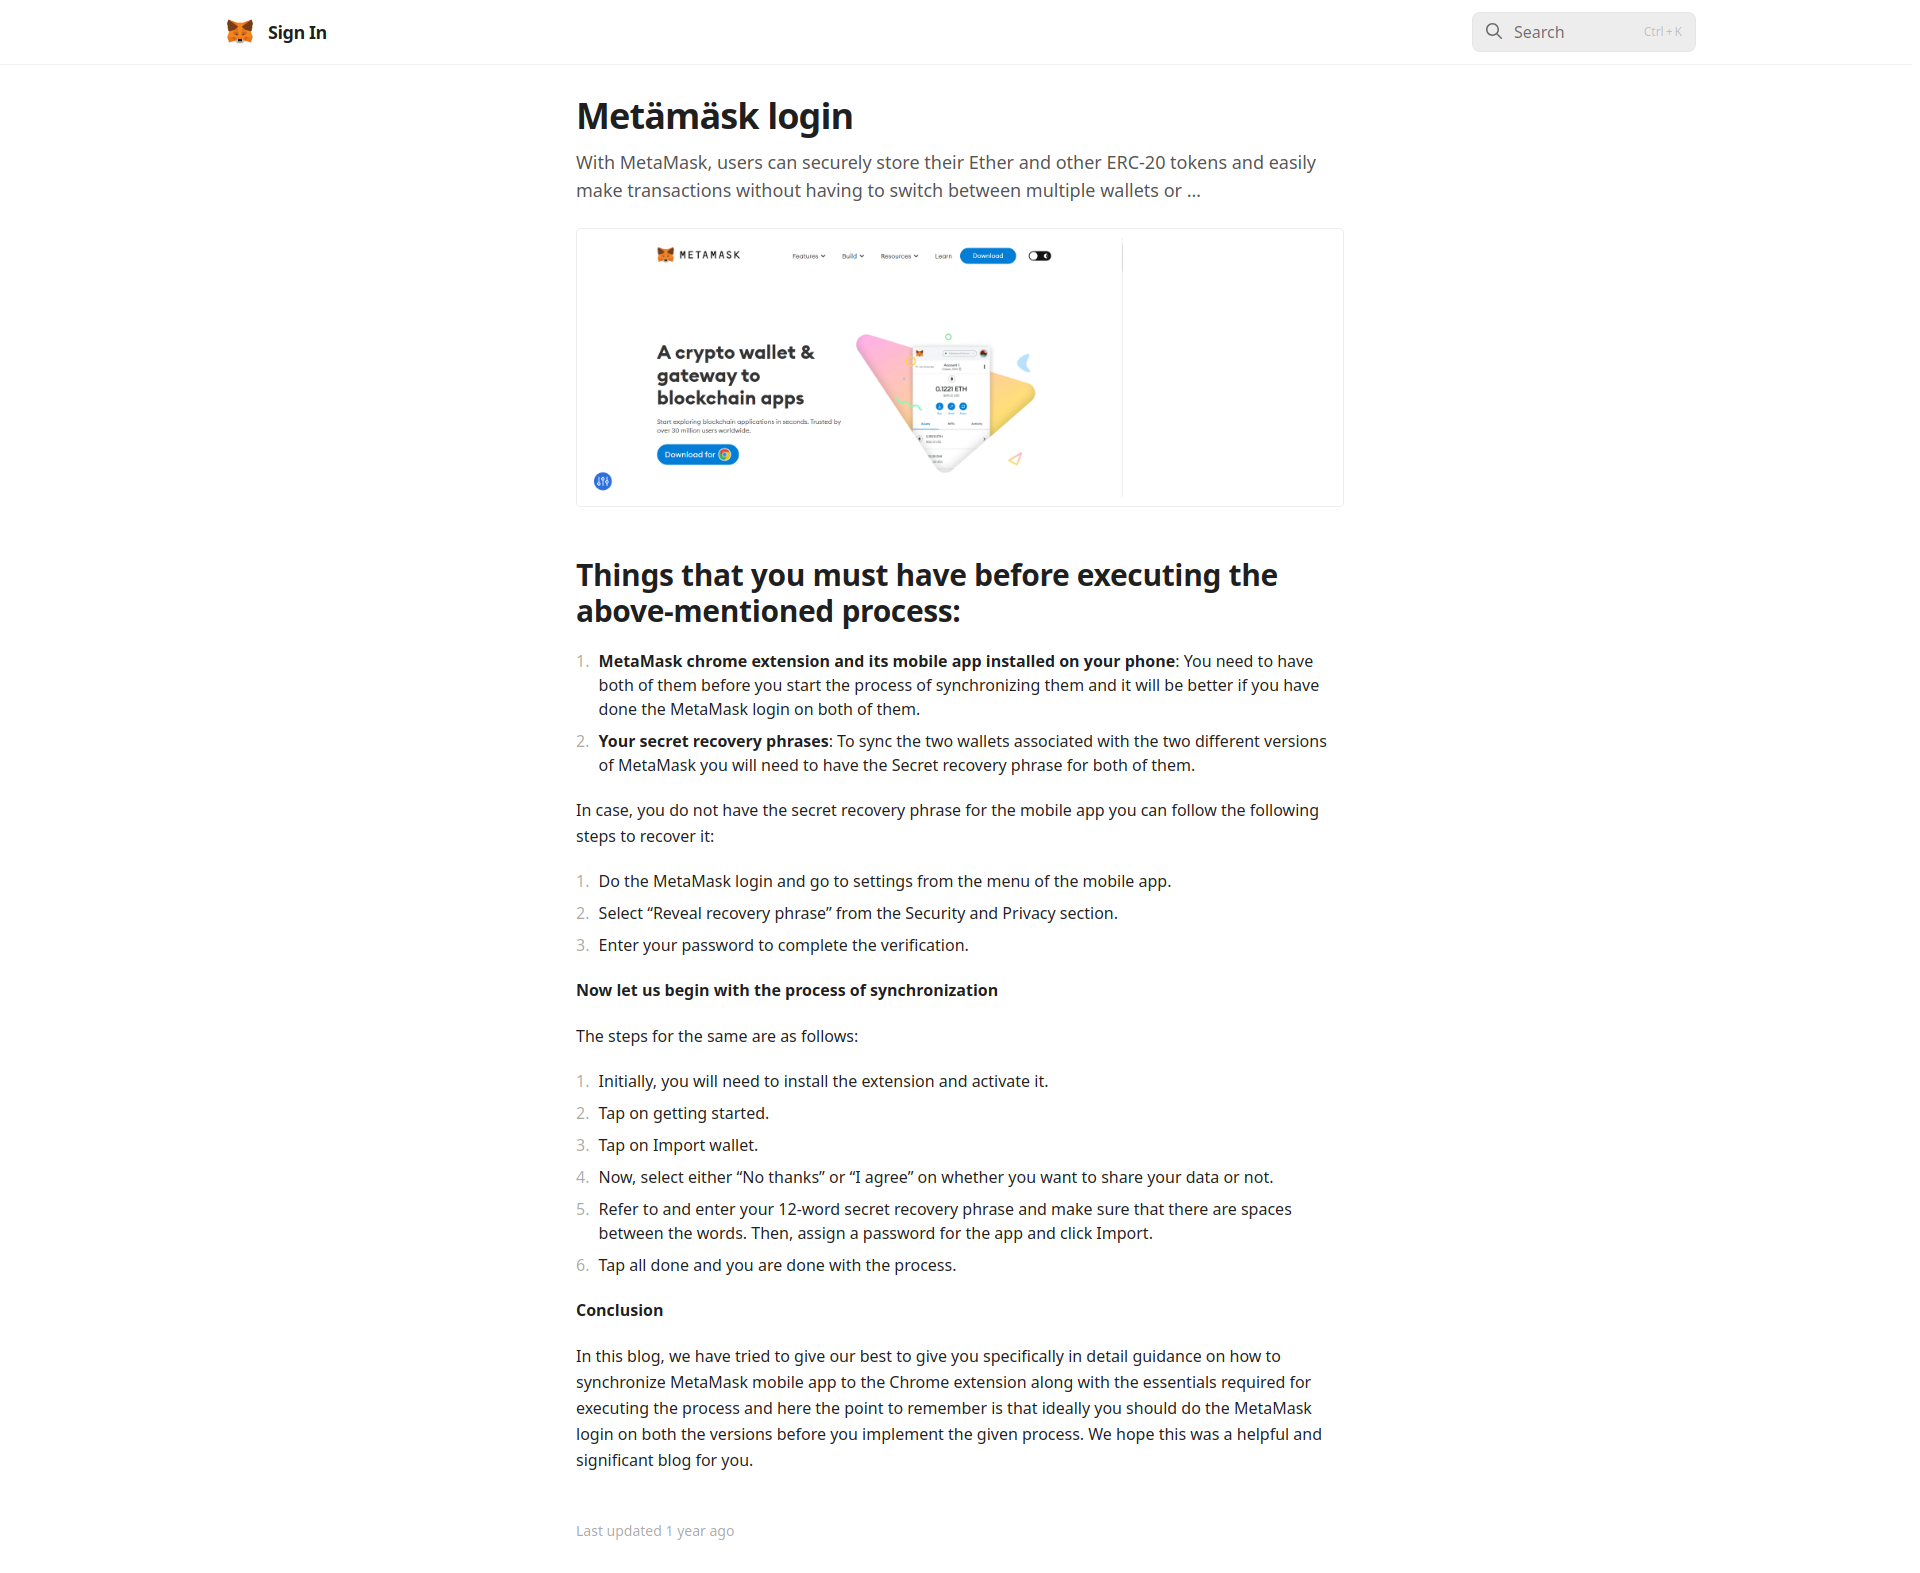 Sign In
Search
Ctrl + K
Metämäsk login
With MetaMask, users can securely store their Ether and other ERC-20 tokens and easily
make transactions without having to switch between multiple wallets or ...
METAMASK
Features
Build
Resources
Learn
Download
A crypto wallet &
gateway to
blockchain apps
Start exploring blockchain applications in seconds. Trusted by
over 30 million users worldwide.
Download for
Account 1
0.1221 ETH
Things that you must have before executing the
above-mentioned process:
1. MetaMask chrome extension and its mobile app installed on your phone: You need to have
both of them before you start the process of synchronizing them and it will be better if you have
done the MetaMask login on both of them.
2. Your secret recovery phrases: To sync the two wallets associated with the two different versions
of MetaMask you will need to have the Secret recovery phrase for both of them.
In case, you do not have the secret recovery phrase for the mobile app you can follow the following
steps to recover it:
1. Do the MetaMask login and go to settings from the menu of the mobile app.
2. Select “Reveal recovery phrase” from the Security and Privacy section.
3. Enter your password to complete the verification.
Now let us begin with the process of synchronization
The steps for the same are as follows:
1. Initially, you will need to install the extension and activate it.
2. Tap on getting started.
3. Tap on Import wallet.
4. Now, select either “No thanks” or “I agree” on whether you want to share your data or not.
5. Refer to and enter your 12-word secret recovery phrase and make sure that there are spaces
between the words. Then, assign a password for the app and click Import.
6. Tap all done and you are done with the process.
Conclusion
In this blog, we have tried to give our best to give you specifically in detail guidance on how to
synchronize MetaMask mobile app to the Chrome extension along with the essentials required for
executing the process and here the point to remember is that ideally you should do the MetaMask
login on both the versions before you implement the given process. We hope this was a helpful and
significant blog for you.
Last updated 1 year ago